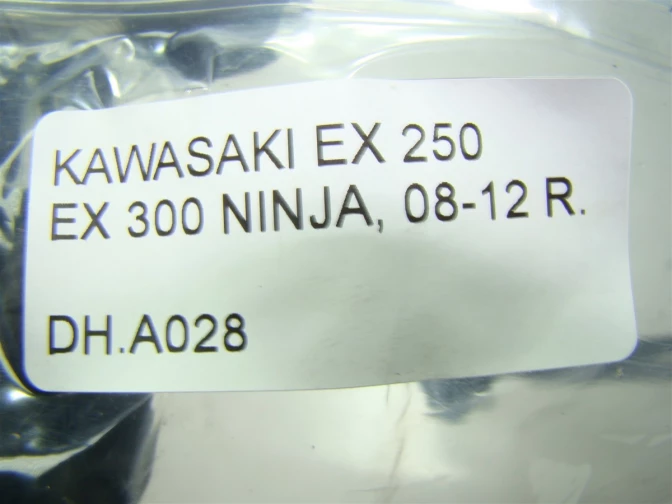 KAWASAKI EX 250
EX 300 NINJA, 08-12 R.
DH.A028